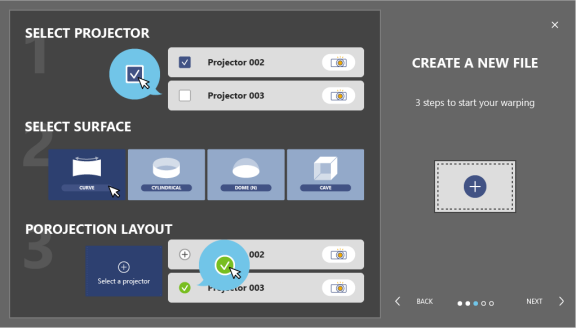 1
SELECT PROJECTOR
Projector 002
Projector 003
2
SELECT SURFACE
CURVE
CYLINDRICAL
DOME (H)
CAVE
3
POROJECTION LAYOUT
Select a projector
002
Projector 003
CREATE A NEW FILE
3 steps to start your warping
BACK
NEXT